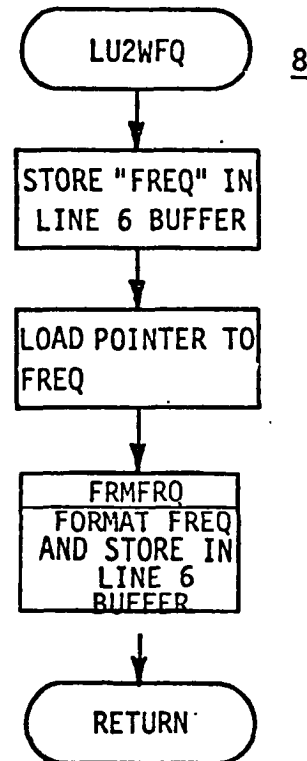 LU2WFQ
8
STORE "FREQ" IN
LINE 6 BUFFER
LOAD POINTER TO
FREQ
FRMFRQ
FORMAT FREQ
AND STORE IN
LINE 6
BUFFER
RETURN